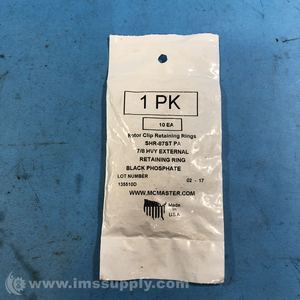 1 PK
10 EA
Rotor Clip Retaining Rings
SHR-87ST PA
7/8 HVY EXTERNAL
RETAINING RING
BLACK PHOSPHATE
LOT NUMBER 02 - 17
135510D
WWW.MCMASTER.COM
Made
in
U.S.A
© www.imssupply.com